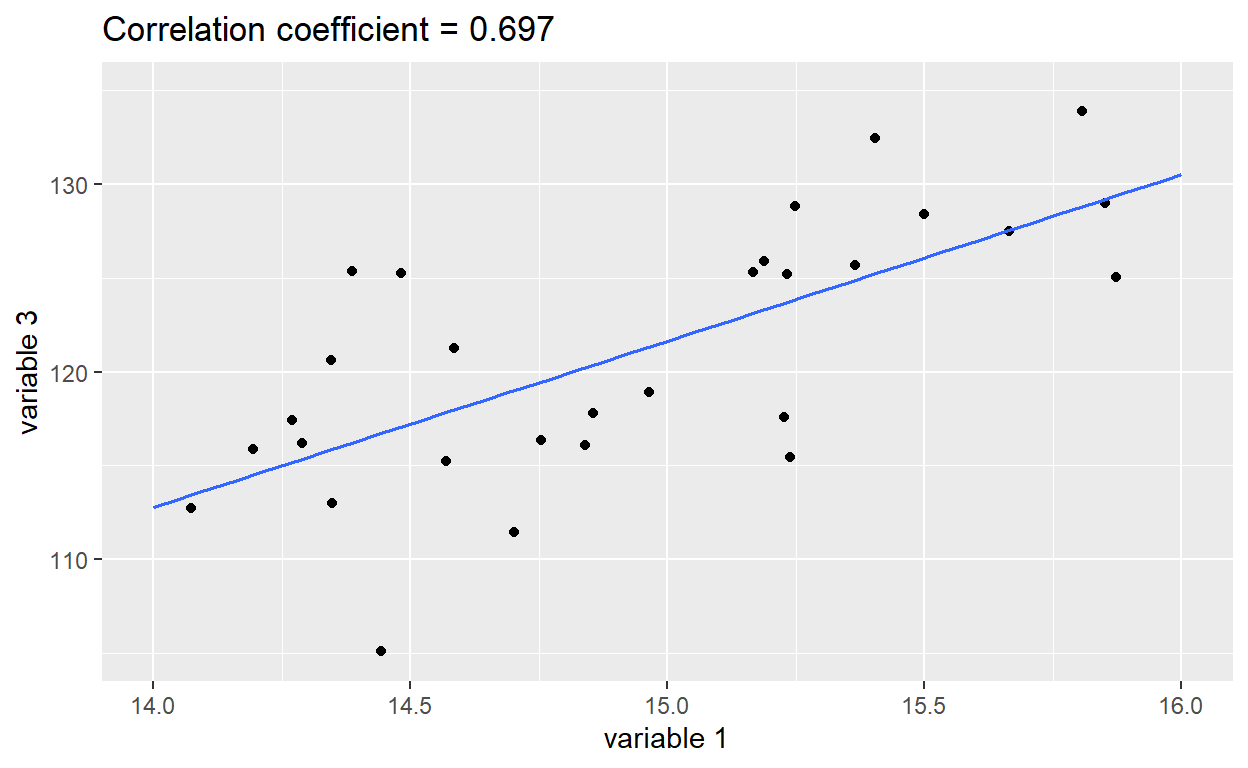 Correlation coefficient = 0.697
130
120
110
variable 3
14.0
14.5
15.0
15.5
16.0
variable 1